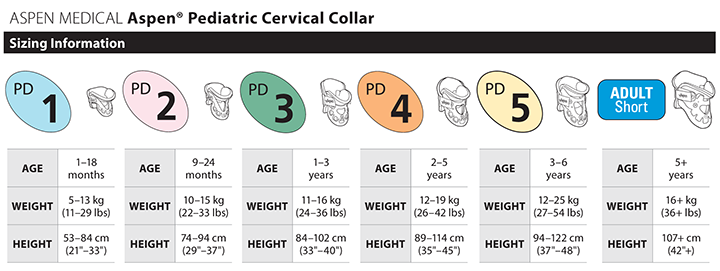 ASPEN MEDICAL Aspen® Pediatric Cervical Collar
Sizing Information
PD 1
PD 2
PD 3
PD 4
PD 5
ADULT
Short
AGE 1–18 months
WEIGHT 5–13 kg (11–29 lbs)
HEIGHT 53–84 cm (21"–33")
AGE 9–24 months
WEIGHT 10–15 kg (22–33 lbs)
HEIGHT 74–94 cm (29"–37")
AGE 1–3 years
WEIGHT 11–16 kg (24–36 lbs)
HEIGHT 84–102 cm (33"–40")
AGE 2–5 years
WEIGHT 12–19 kg (26–42 lbs)
HEIGHT 89–114 cm (35"–45")
AGE 3–6 years
WEIGHT 12–25 kg (27–54 lbs)
HEIGHT 94–122 cm (37"–48")
AGE 5+ years
WEIGHT 16+ kg (36+ lbs)
HEIGHT 107+ cm (42"+)